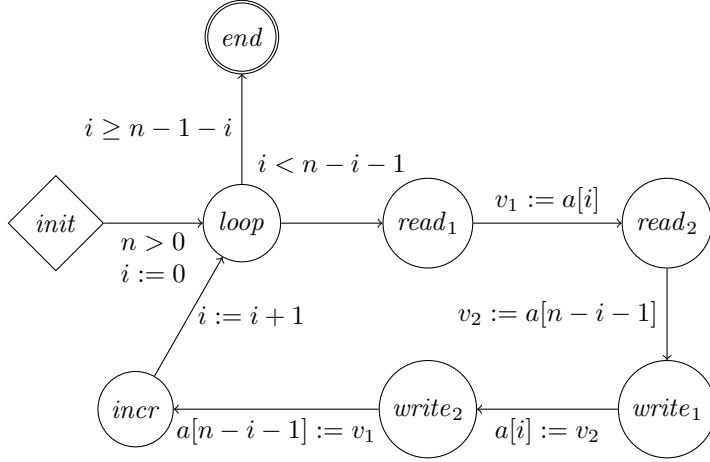 end
i ≥ n − 1 − i
i < n − i − 1
init
loop
read₁
v₁ := a[i]
read₂
n > 0
i := 0
i := i + 1
v₂ := a[n − i − 1]
incr
a[n − i − 1] := v₁
write₂
a[i] := v₂
write₁